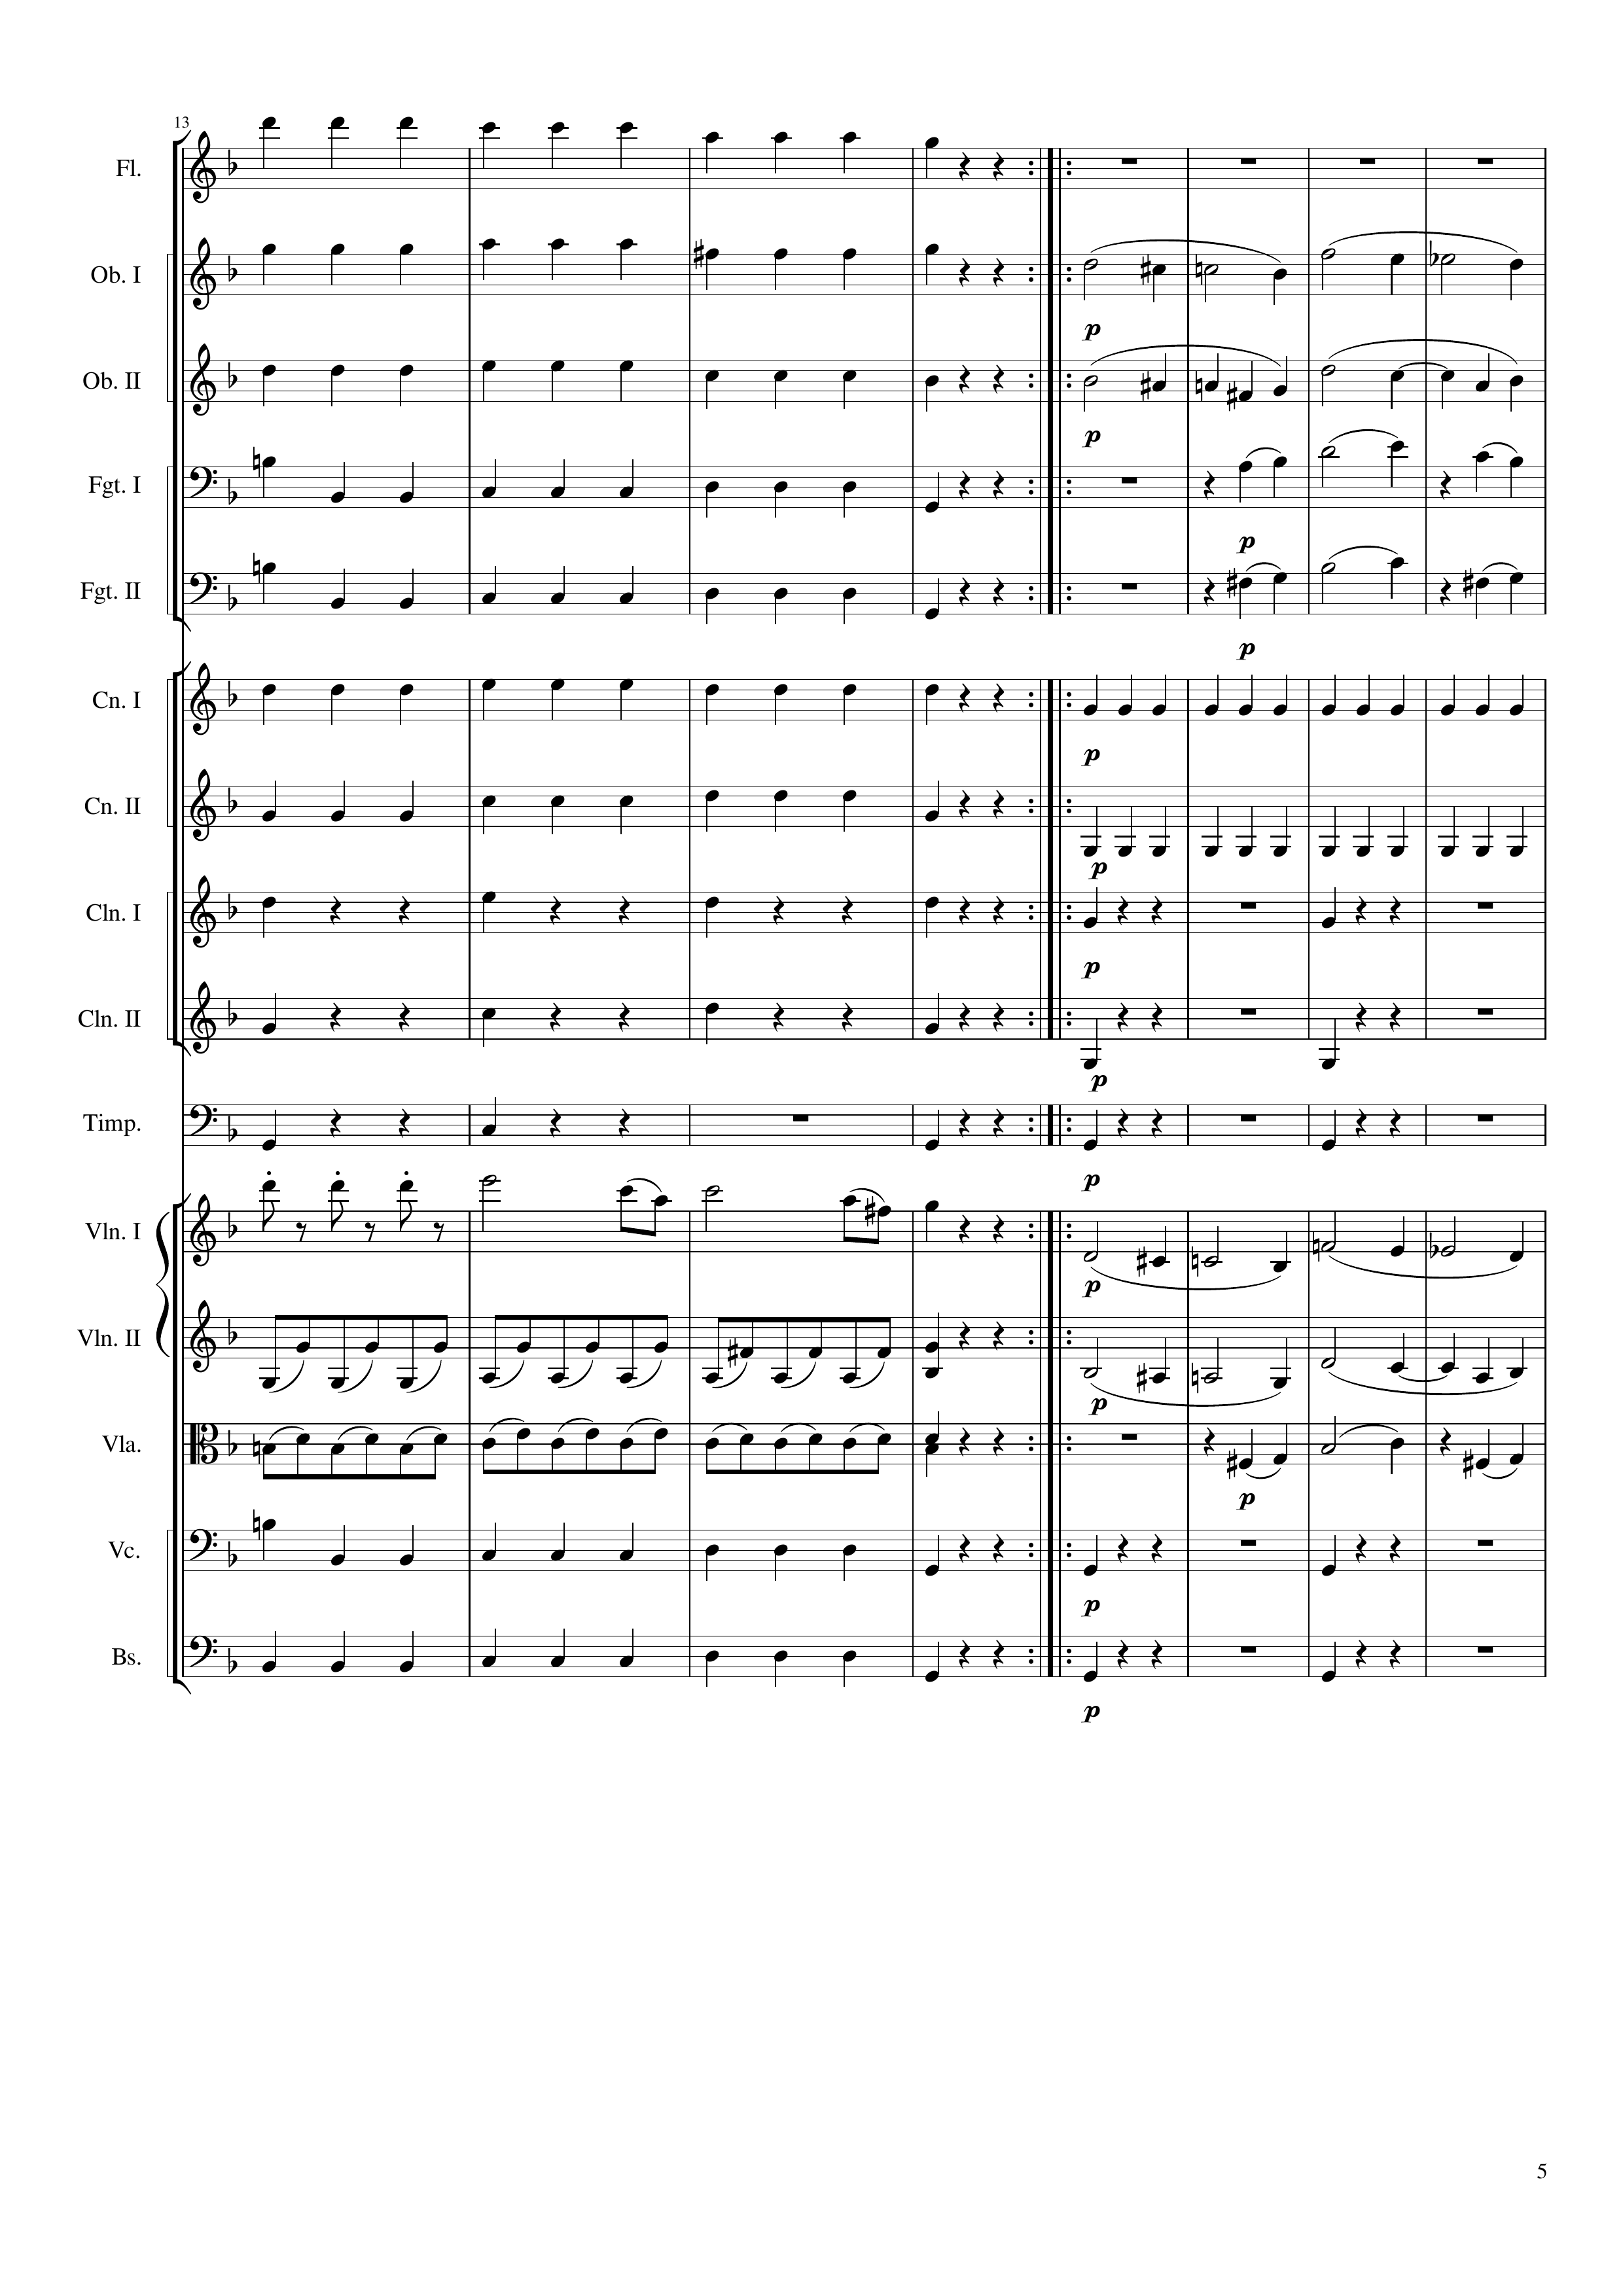 13
Fl.
Ob. I
p
Ob. II
p
Fgt. I
p
Fgt. II
p
Cn. I
p
Cn. II
p
Cln. I
p
Cln. II
p
Timp.
p
Vln. I
p
Vln. II
p
Vla.
p
Vc.
p
Bs.
p
5